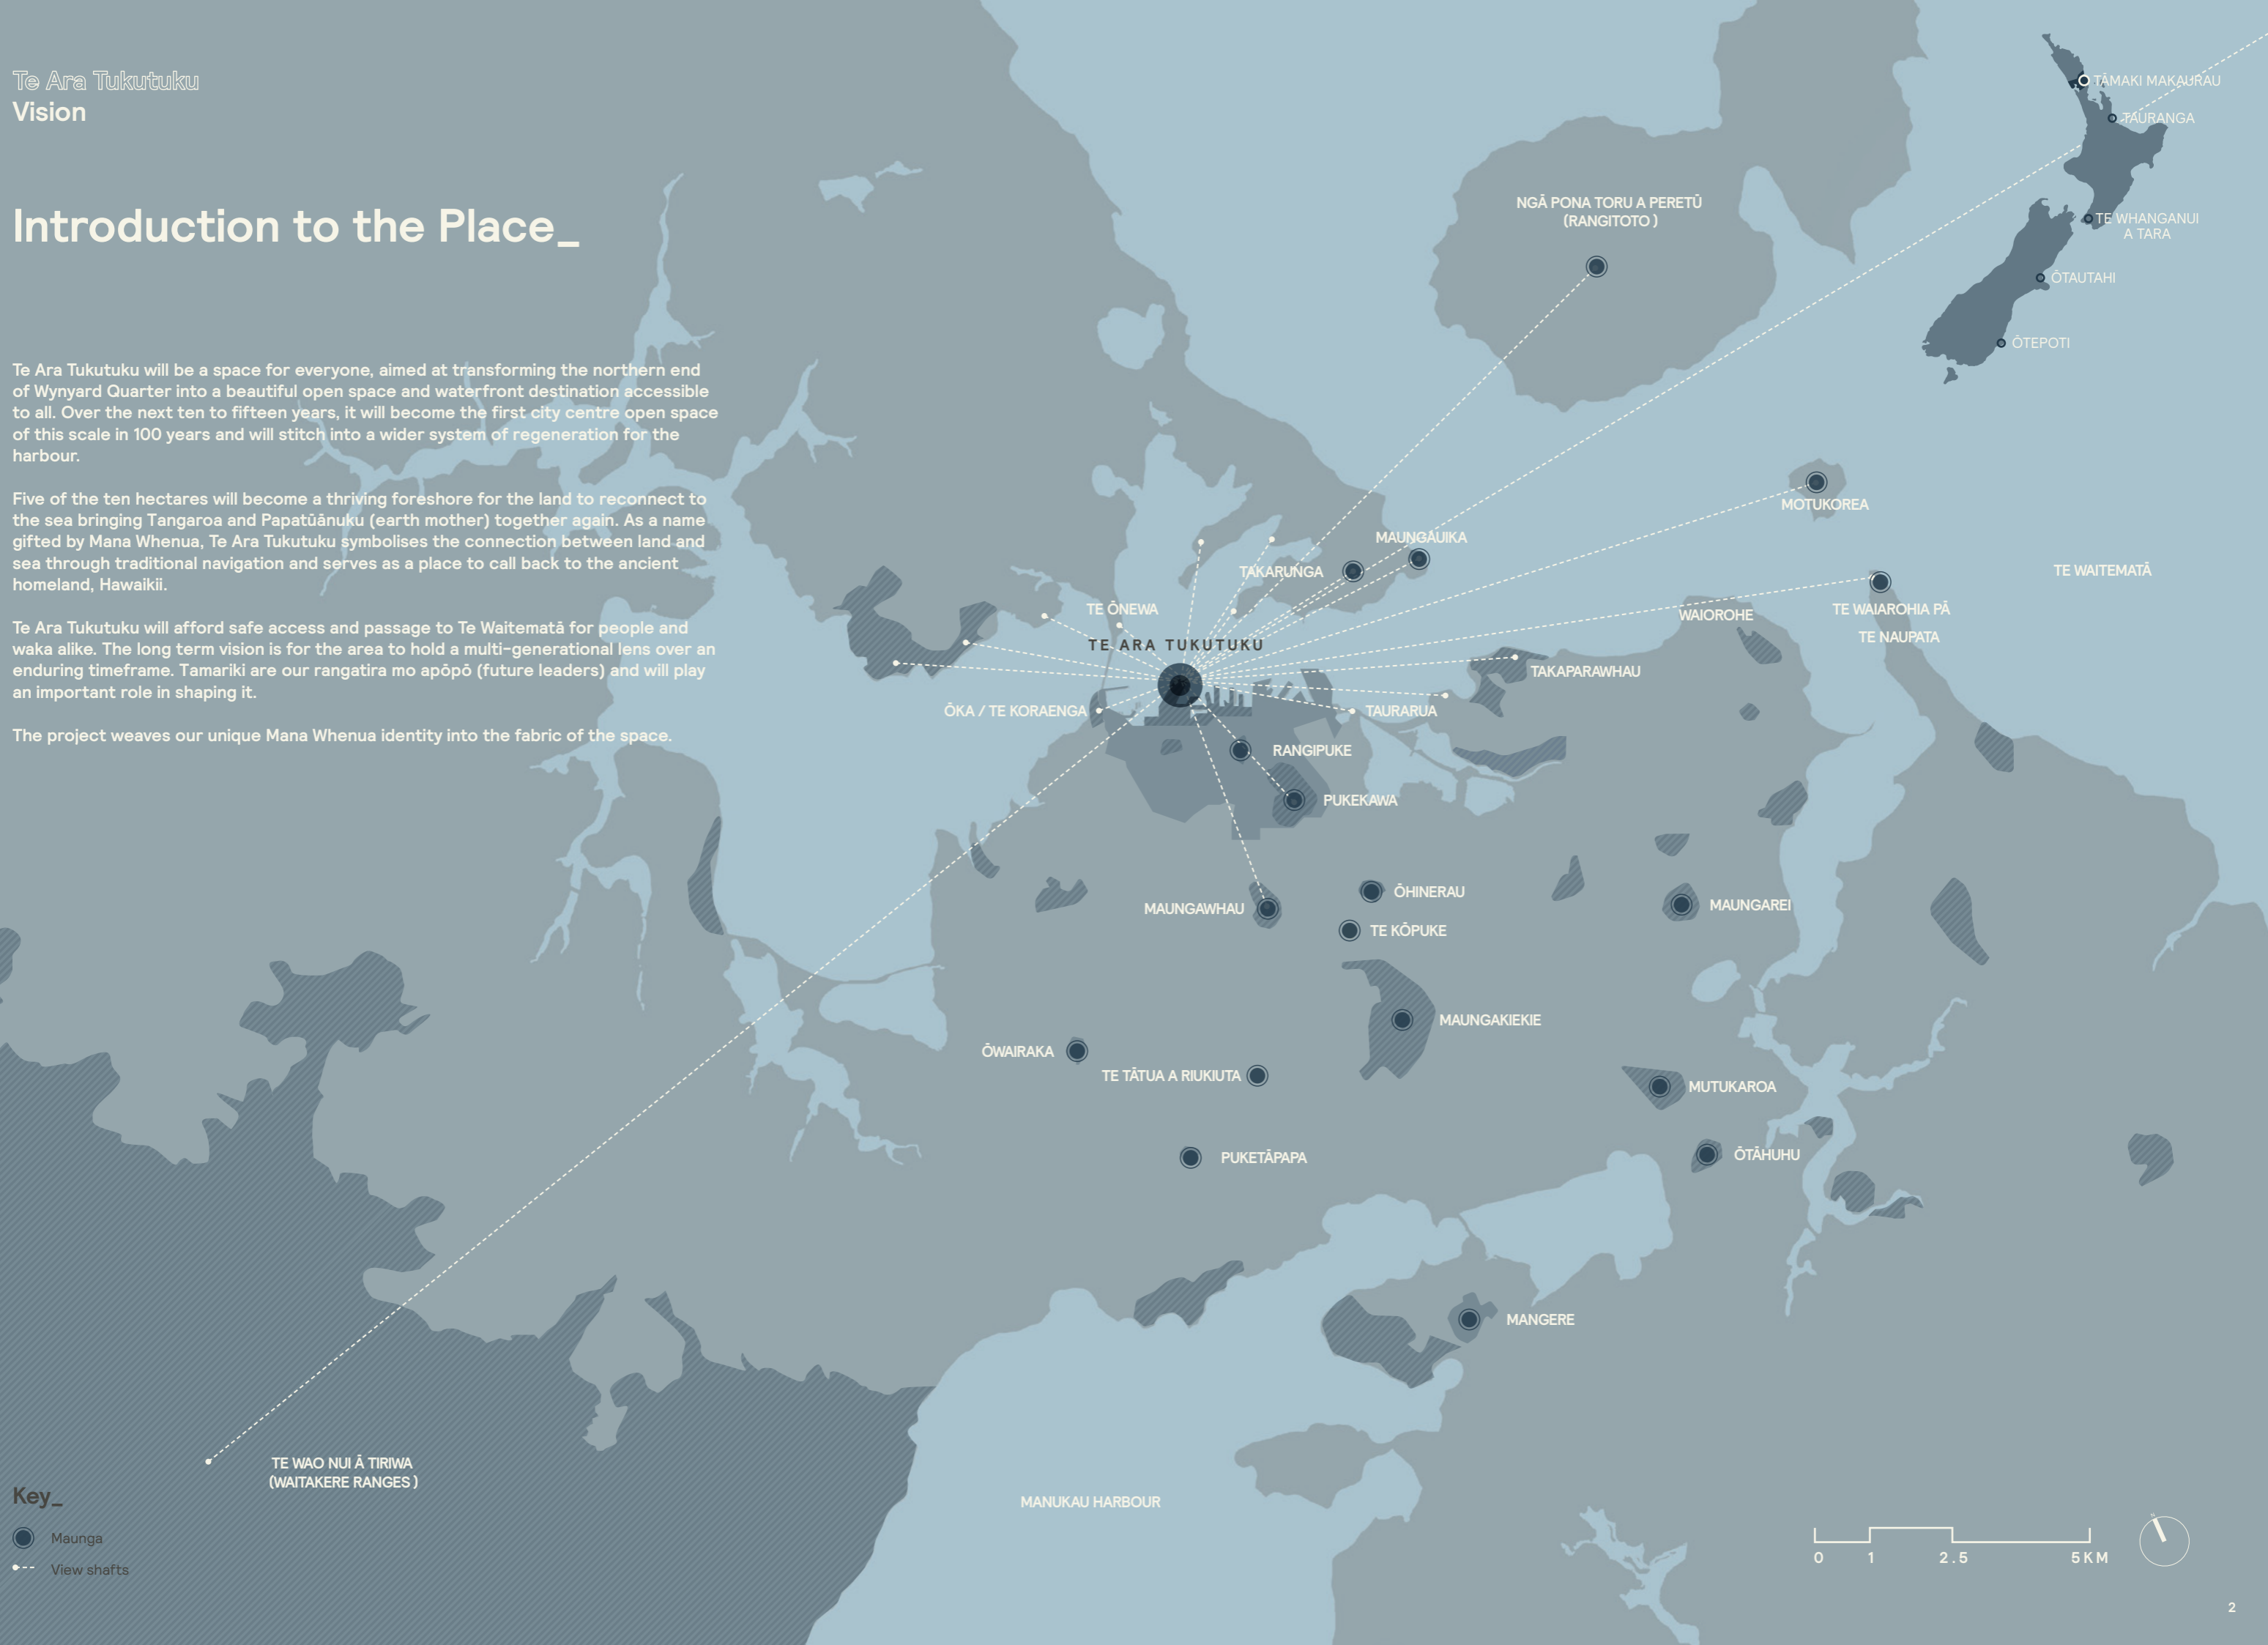 Te Ara Tukutuku
Vision
Introduction to the Place_
Te Ara Tukutuku will be a space for everyone, aimed at transforming the northern end
of Wynyard Quarter into a beautiful open space and waterfront destination accessible
to all. Over the next ten to fifteen years, it will become the first city centre open space
of this scale in 100 years and will stitch into a wider system of regeneration for the
harbour.
Five of the ten hectares will become a thriving foreshore for the land to reconnect to
the sea bringing Tangaroa and Papatūānuku (earth mother) together again. As a name
gifted by Mana Whenua, Te Ara Tukutuku symbolises the connection between land and
sea through traditional navigation and serves as a place to call back to the ancient
homeland, Hawaikii.
Te Ara Tukutuku will afford safe access and passage to Te Waitematā for people and
waka alike. The long term vision is for the area to hold a multi-generational lens over an
enduring timeframe. Tamariki are our rangatira mo apōpō (future leaders) and will play
an important role in shaping it.
The project weaves our unique Mana Whenua identity into the fabric of the space.
TĀMAKI MAKAURAU
TAURANGA
TE WHANGANUI
A TARA
ŌTAUTAHI
ŌTEPOTI
NGĀ PONA TORU A PERETŪ
(RANGITOTO )
MOTUKOREA
MAUNGAUIKA
TAKARUNGA
TE WAITEMATĀ
TE ŌNEWA
WAIOROHE
TE WAIAROHIA PĀ
TE NAUPATA
TE ARA TUKUTUKU
TAKAPARAWHAU
ŌKA / TE KORAENGA
TAURARUA
RANGIPUKE
PUKEKAWA
ŌHINERAU
MAUNGAWHAU
MAUNGAREI
TE KŌPUKE
MAUNGAKIEKIE
ŌWAIRAKA
TE TĀTUA A RIUKIUTA
MUTUKAROA
PUKETĀPAPA
ŌTĀHUHU
MANGERE
TE WAO NUI Ā TIRIWA
(WAITAKERE RANGES )
MANUKAU HARBOUR
Key_
Maunga
View shafts
0 1 2.5 5KM
2